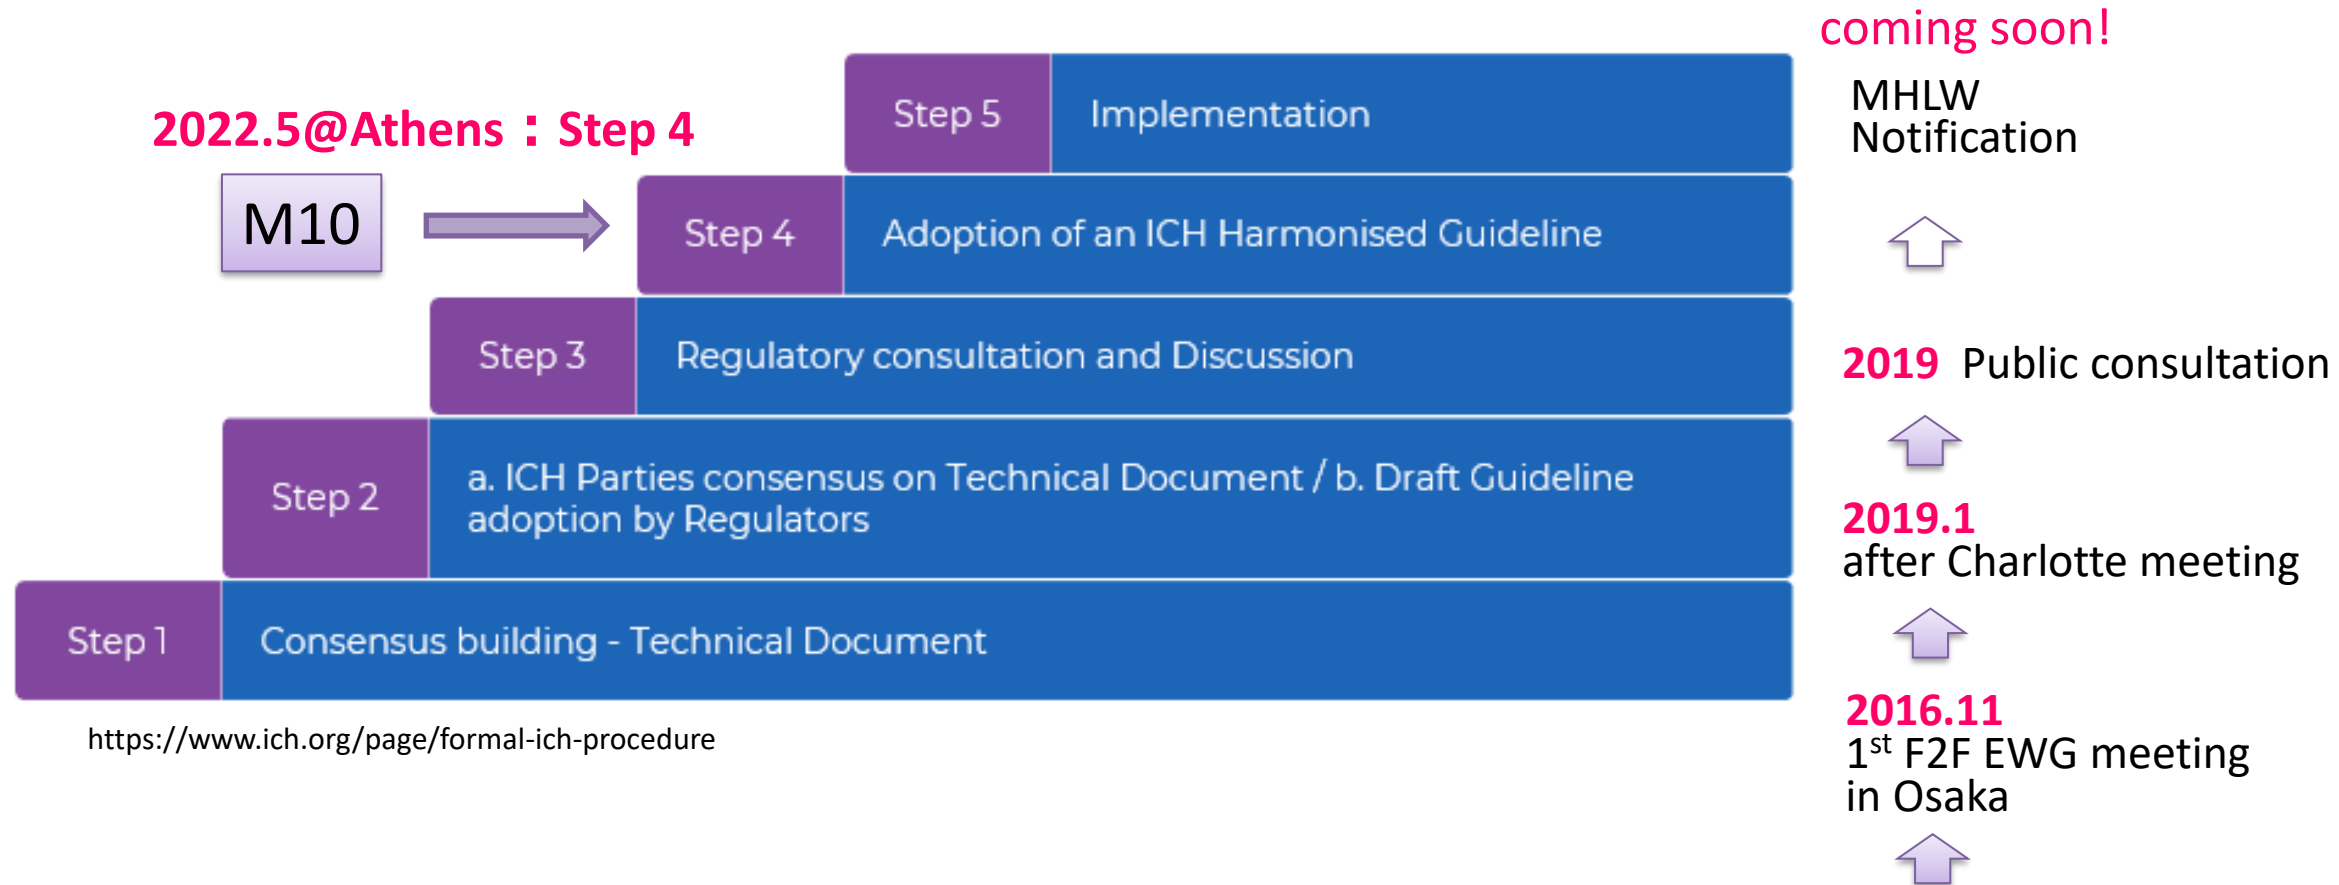 coming soon!
MHLW
Notification
2022.5@Athens：Step 4
M10
Step 5
Implementation
Step 4
Adoption of an ICH Harmonised Guideline
Step 3
Regulatory consultation and Discussion
2019 Public consultation
Step 2
a. ICH Parties consensus on Technical Document / b. Draft Guideline
adoption by Regulators
2019.1
after Charlotte meeting
Step 1
Consensus building - Technical Document
2016.11
1st F2F EWG meeting
in Osaka
https://www.ich.org/page/formal-ich-procedure